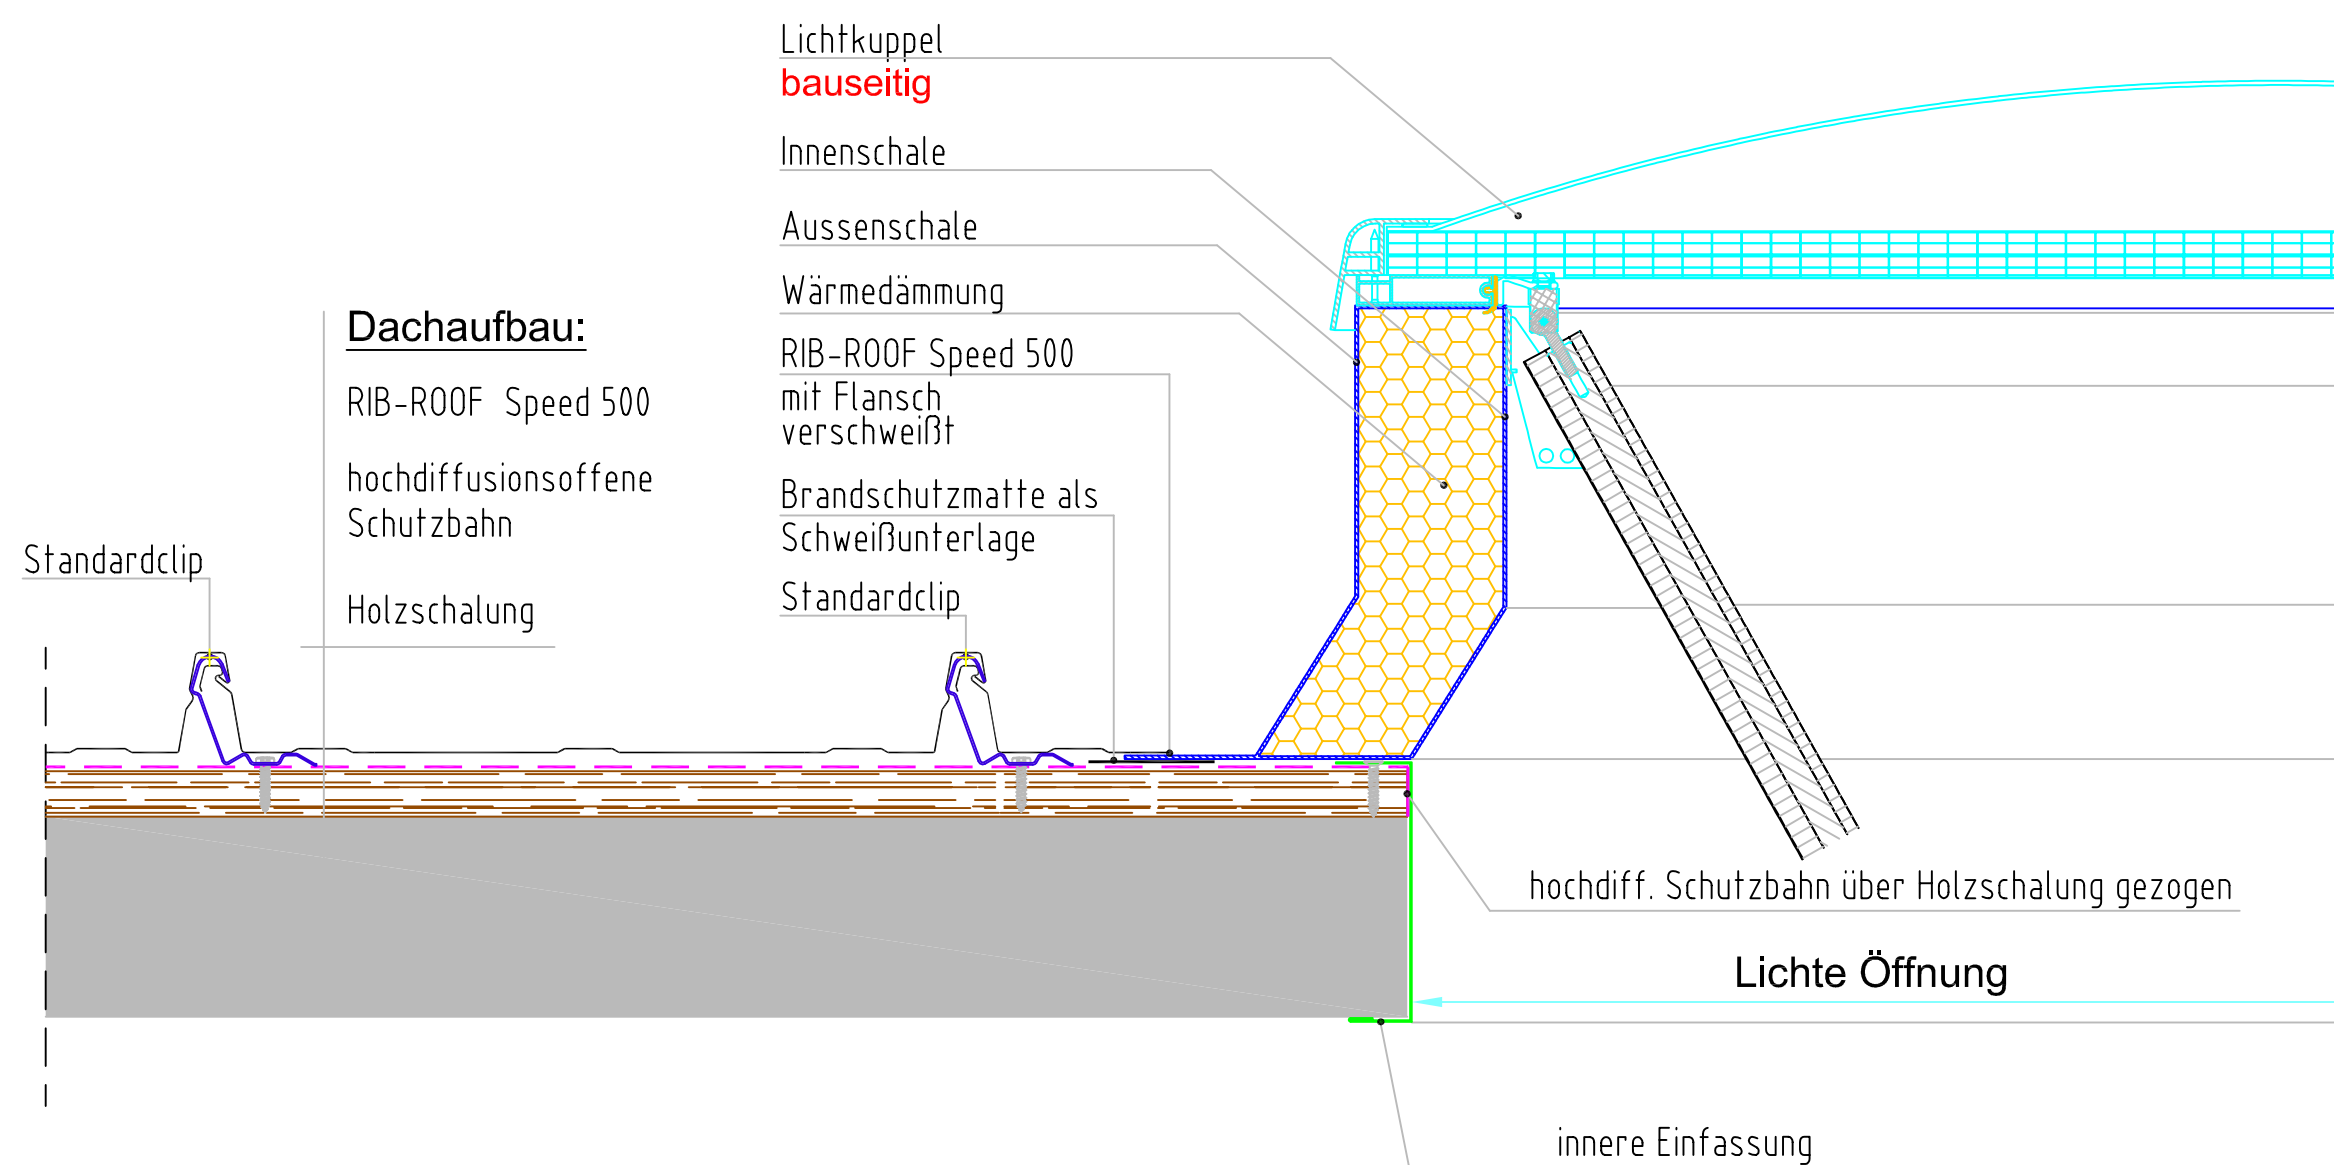 Lichtkuppel
bauseitig
Innenschale
Aussenschale
Wärmedämmung
RIB-ROOF Speed 500
mit Flansch
verschweißt
Brandschutzmatte als
Schweißunterlage
Standardclip
Dachaufbau:
RIB-ROOF Speed 500
hochdiffusionsoffene
Schutzbahn
Holzschalung
Standardclip
hochdiff. Schutzbahn über Holzschalung gezogen
Lichte Öffnung
innere Einfassung